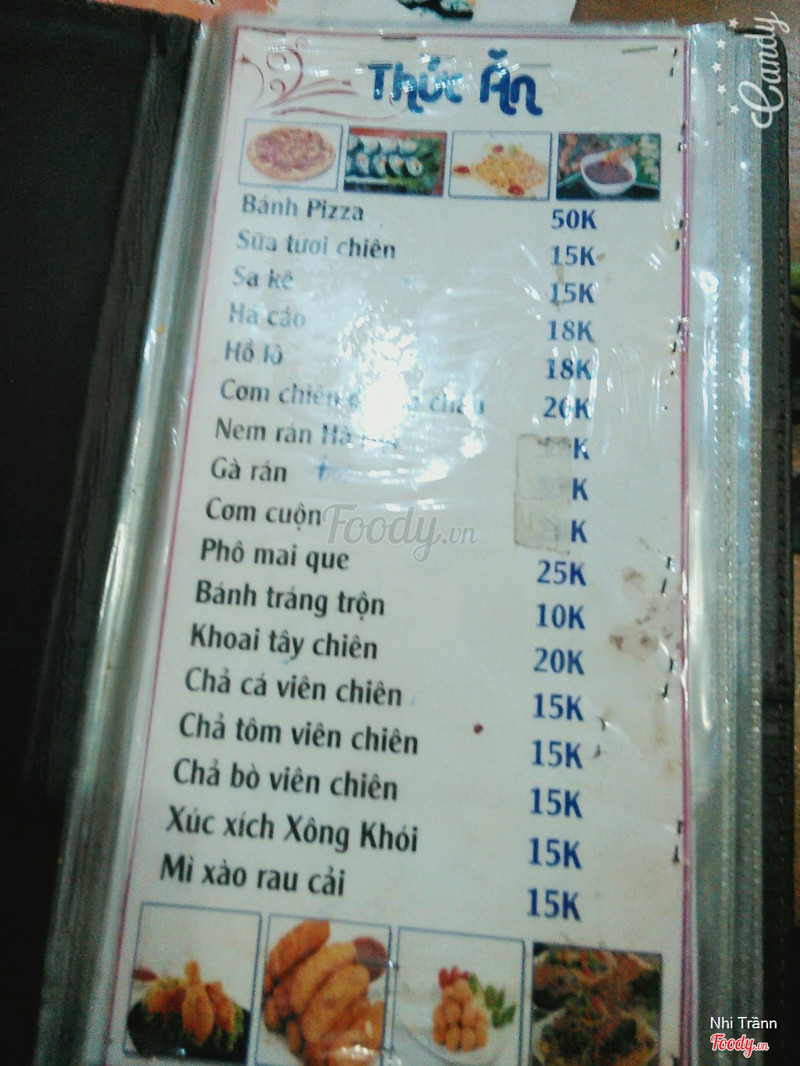 Candy
Thức Ăn
Bánh Pizza 50K
Sữa tươi chiên 15K
Sa kê 15K
Há cảo 18K
Hồ lô 18K
Cơm chiên 20K
Nem rán Hà K
Gà rán K
Cơm cuộn K
Phô mai que 25K
Bánh tráng trộn 10K
Khoai tây chiên 20K
Chả cá viên chiên 15K
Chả tôm viên chiên 15K
Chả bò viên chiên 15K
Xúc xích Xông Khói 15K
Mì xào rau cải 15K
Foody.vn
Nhi Trầnn
Foody.vn